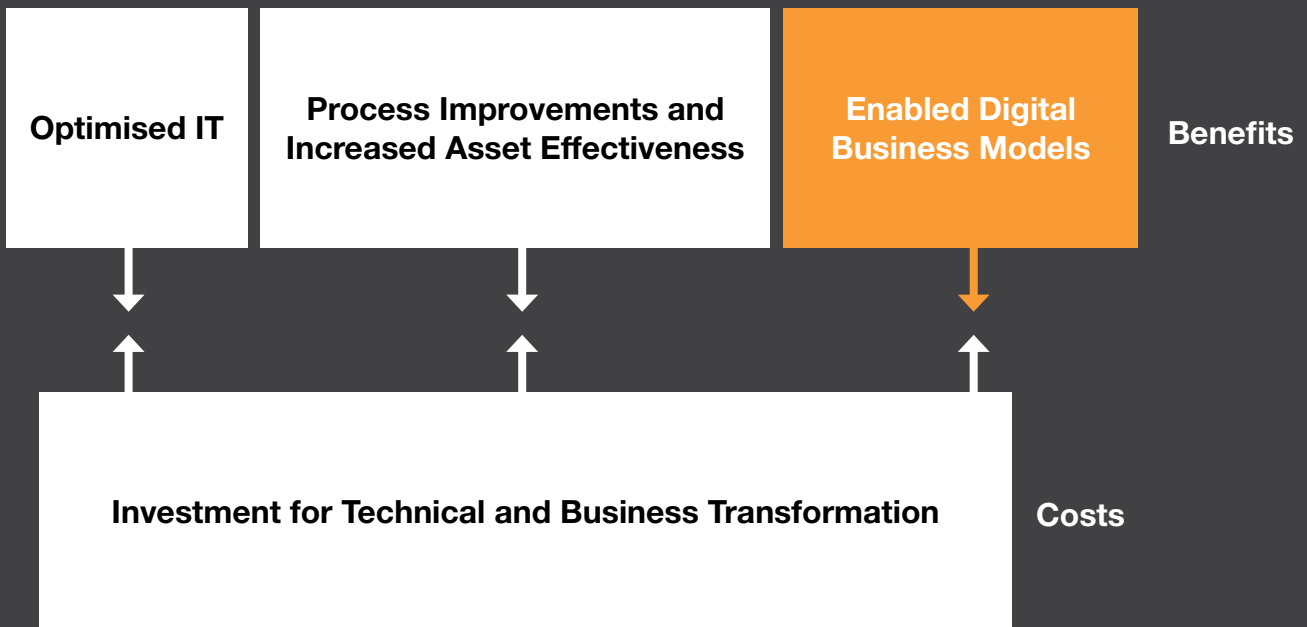 Optimised IT
Process Improvements and
Increased Asset Effectiveness
Enabled Digital
Business Models
Benefits
Investment for Technical and Business Transformation
Costs